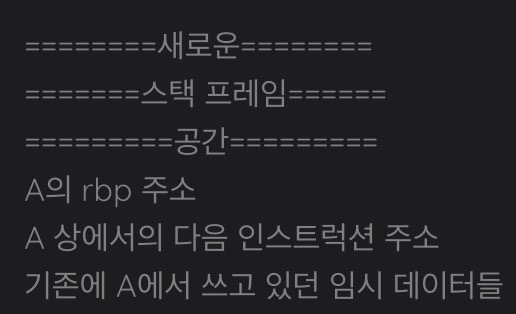 ========새로운========
=======스택 프레임======
=========공간=========
A의 rbp 주소
A 상에서의 다음 인스트럭션 주소
기존에 A에서 쓰고 있던 임시 데이터들